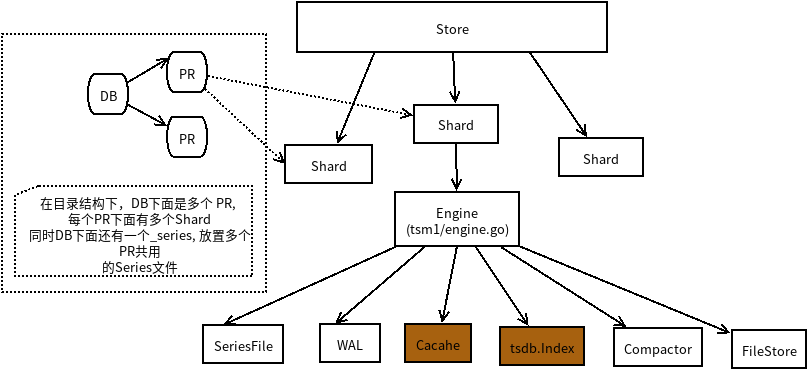 Store
DB
PR
PR
Shard
Shard
Shard
在目录结构下，DB下面是多个 PR,
每个PR下面有多个Shard
同时DB下面还有一个_series, 放置多个
PR共用
的Series文件
Engine
(tsm1/engine.go)
SeriesFile
WAL
Cacahe
tsdb.Index
Compactor
FileStore